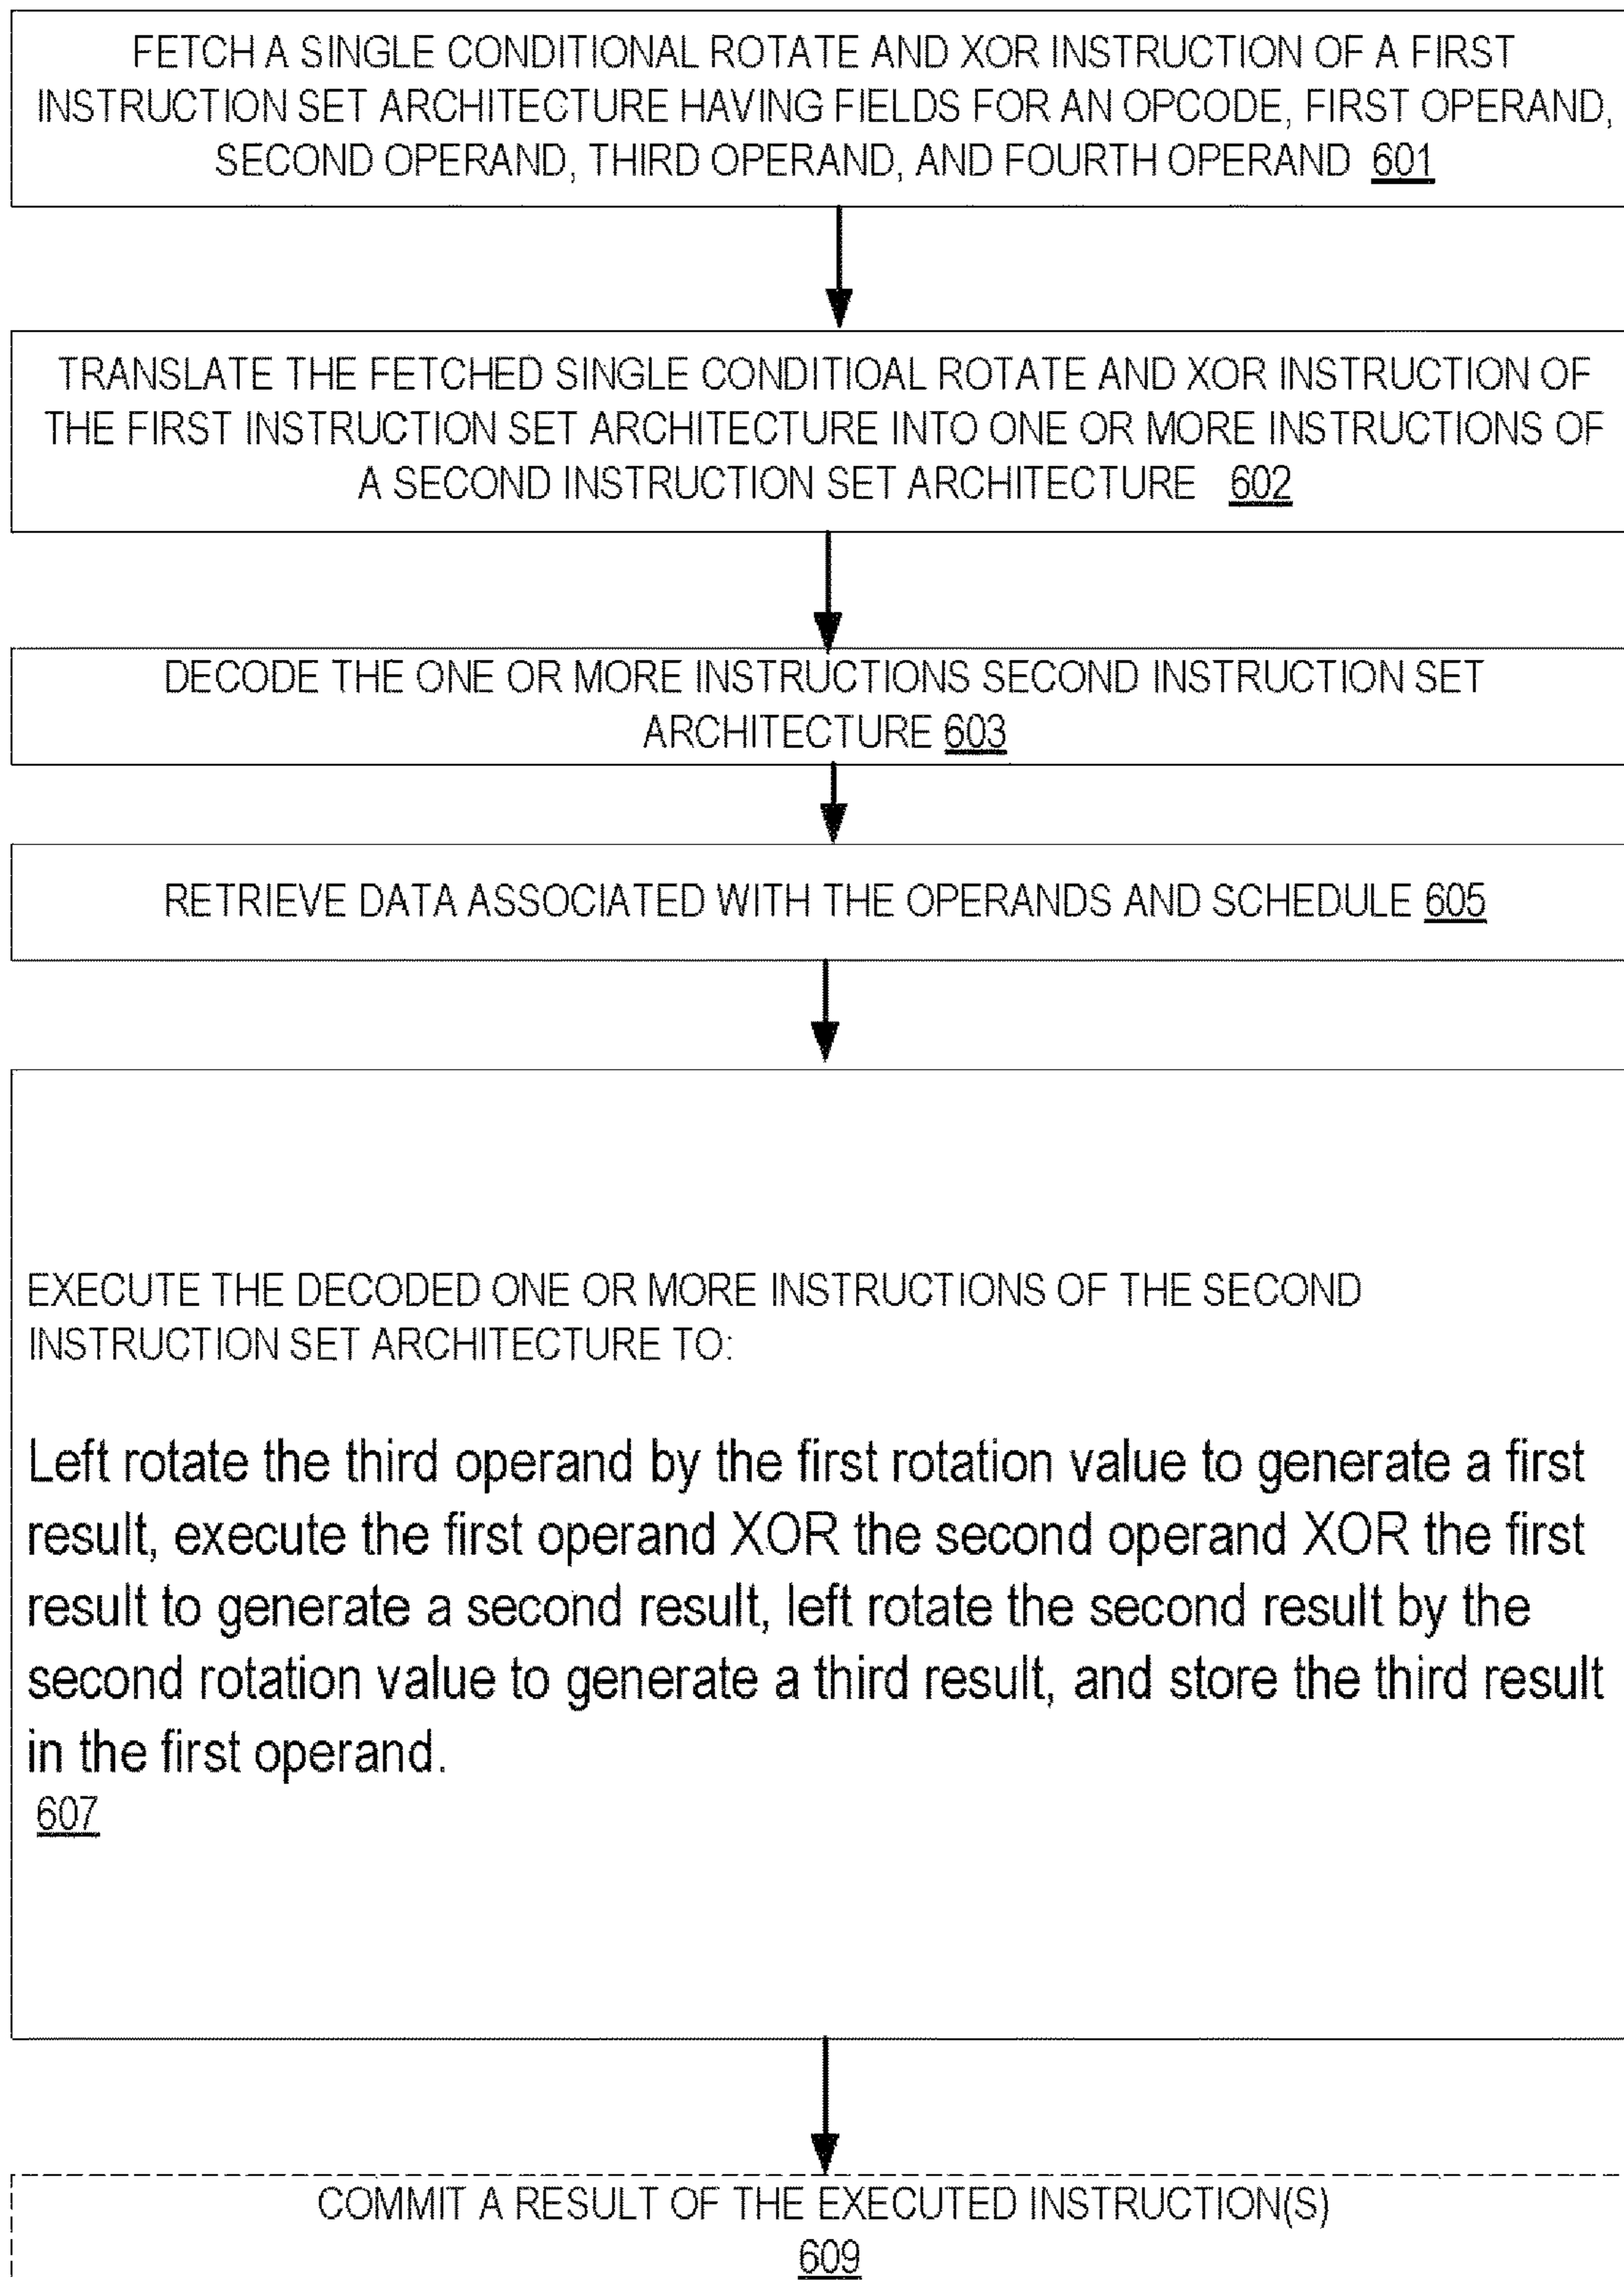 FETCH A SINGLE CONDITIONAL ROTATE AND XOR INSTRUCTION OF A FIRST
INSTRUCTION SET ARCHITECTURE HAVING FIELDS FOR AN OPCODE, FIRST OPERAND,
SECOND OPERAND, THIRD OPERAND, AND FOURTH OPERAND 601
TRANSLATE THE FETCHED SINGLE CONDITIOAL ROTATE AND XOR INSTRUCTION OF
THE FIRST INSTRUCTION SET ARCHITECTURE INTO ONE OR MORE INSTRUCTIONS OF
A SECOND INSTRUCTION SET ARCHITECTURE 602
DECODE THE ONE OR MORE INSTRUCTIONS SECOND INSTRUCTION SET
ARCHITECTURE 603
RETRIEVE DATA ASSOCIATED WITH THE OPERANDS AND SCHEDULE 605
EXECUTE THE DECODED ONE OR MORE INSTRUCTIONS OF THE SECOND
INSTRUCTION SET ARCHITECTURE TO:
Left rotate the third operand by the first rotation value to generate a first
result, execute the first operand XOR the second operand XOR the first
result to generate a second result, left rotate the second result by the
second rotation value to generate a third result, and store the third result
in the first operand.
607
COMMIT A RESULT OF THE EXECUTED INSTRUCTION(S)
609